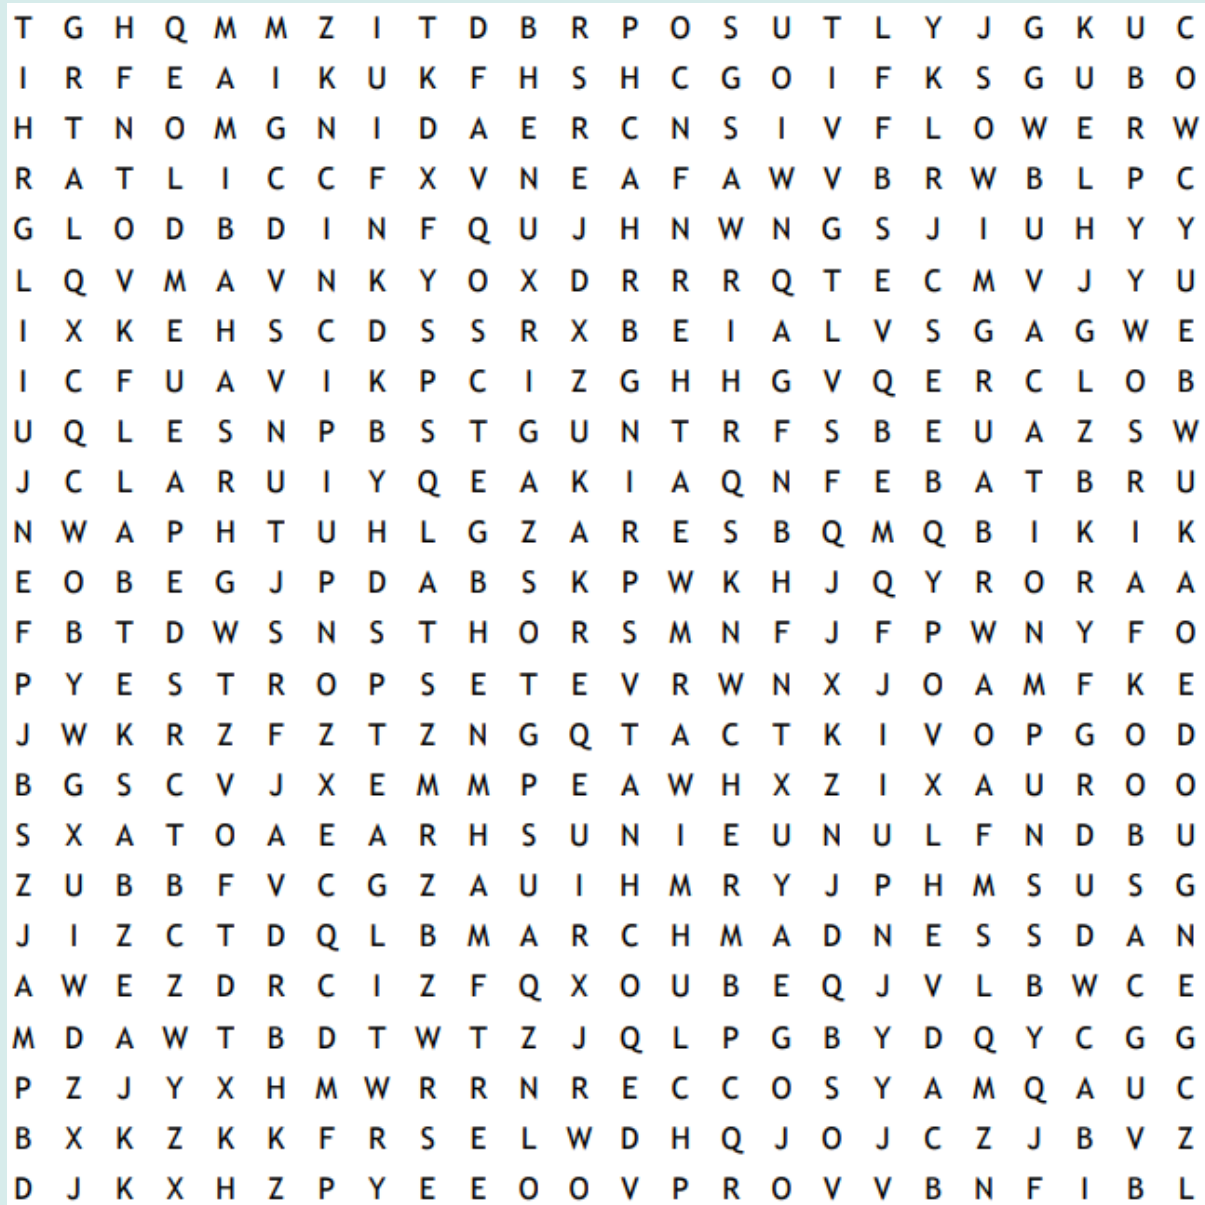 T G H Q M M Z I T D B R P O S U T L Y J G K U C
I R F E A I K U K F H S H C G O I F K S G U B O
H T N O M G N I D A E R C N S I V F L O W E R W
R A T L I C C F X V N E A F A W V B R W B L P C
G L O D B D I N F Q U J H N W N G S J I U H Y Y
L Q V M A V N K Y O X D R R R Q T E C M V J Y U
I X K E H S C D S S R X B E I A L V S G A G W E
I C F U A V I K P C I Z G H H G V Q E R C L O B
U Q L E S N P B S T G U N T R F S B E U A Z S W
J C L A R U I Y Q E A K I A Q N F E B A T B R U
N W A P H T U H L G Z A R E S B Q M Q B I K I K
E O B E G J P D A B S K P W K H J Q Y R O R A A
F B T D W S N S T H O R S M N F J F P W N Y F O
P Y E S T R O P S E T E V R W N X J O A M F K E
J W K R Z F Z T Z N G Q T A C T K I V O P G O D
B G S C V J X E M M P E A W H X Z I X A U R O O
S X A T O A E A R H S U N I E U N U L F N D B U
Z U B B F V C G Z A U I H M R Y J P H M S U S G
J I Z C T D Q L B M A R C H M A D N E S S D A N
A W E Z D R C I Z F Q X O U B E Q J V L B W C E
M D A W T B D T W T Z J Q L P G B Y D Q Y C G G
P Z J Y X H M W R R N R E C C O S Y A M Q A U C
B X K Z K K F R S E L W D H Q J O J C Z J B V Z
D J K X H Z P Y E E O O V P R O V V B N F I B L